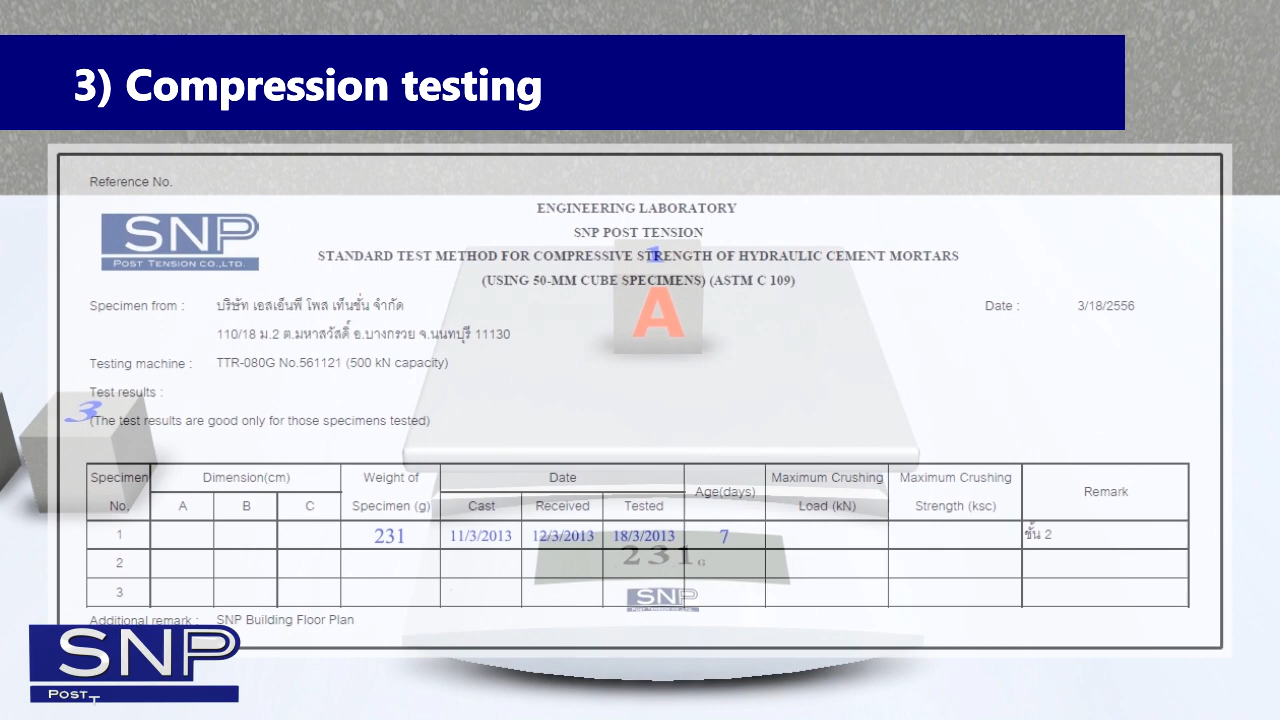 3) Compression testing
Reference No.
SNP
POST TENSION CO.,LTD.
ENGINEERING LABORATORY
SNP POST TENSION
STANDARD TEST METHOD FOR COMPRESSIVE STRENGTH OF HYDRAULIC CEMENT MORTARS
(USING 50-MM CUBE SPECIMENS) (ASTM C 109)
1
A
Specimen from : บริษัท เอสเอ็นพี โพส เท็นชั่น จำกัด Date : 3/18/2556
110/18 ม.2 ต.มหาสวัสดิ์ อ.บางกรวย จ.นนทบุรี 11130
Testing machine : TTR-080G No.561121 (500 kN capacity)
Test results :
3
(The test results are good only for those specimens tested)
Specimen Dimension(cm) Weight of Date Age(days) Maximum Crushing Maximum Crushing Remark
No. A B C Specimen (g) Cast Received Tested Load (kN) Strength (ksc)
1 231 11/3/2013 12/3/2013 18/3/2013 7 ชั้น 2
2
231G
3
SNP
Additional remark : SNP Building Floor Plan
SNP
POST T